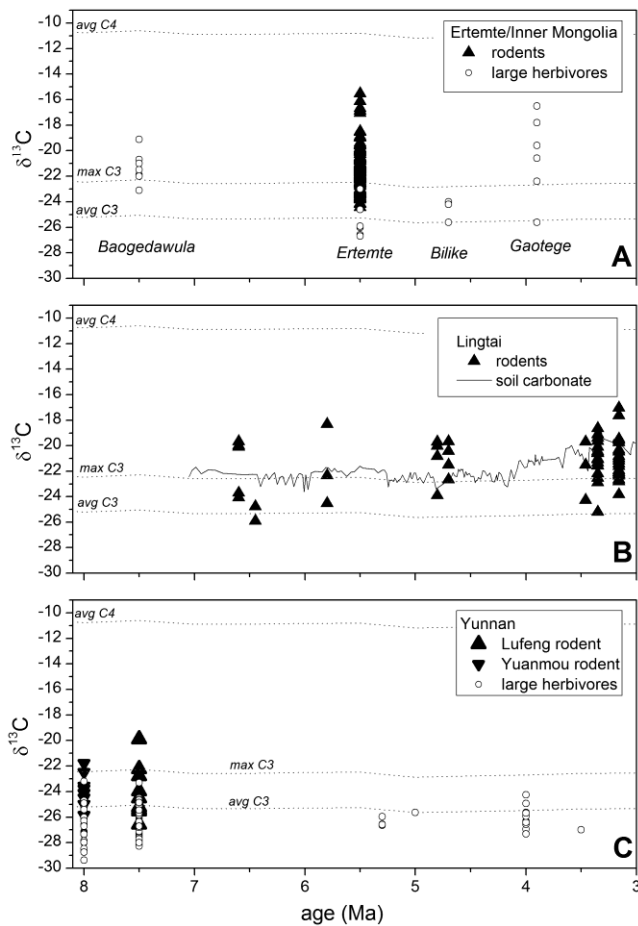 -10
-12
-14
-16
-18
-20
-22
-24
-26
-28
-30
δ13C
avg C4
Ertemte/Inner Mongolia
rodents
large herbivores
max C3
avg C3
Baogedawula
Ertemte
Bilike
Gaotege
A
-10
-12
-14
-16
-18
-20
-22
-24
-26
-28
-30
δ13C
avg C4
Lingtai
rodents
soil carbonate
max C3
avg C3
B
-10
-12
-14
-16
-18
-20
-22
-24
-26
-28
-30
δ13C
avg C4
Yunnan
Lufeng rodent
Yuanmou rodent
large herbivores
max C3
avg C3
C
8 7 6 5 4 3
age (Ma)